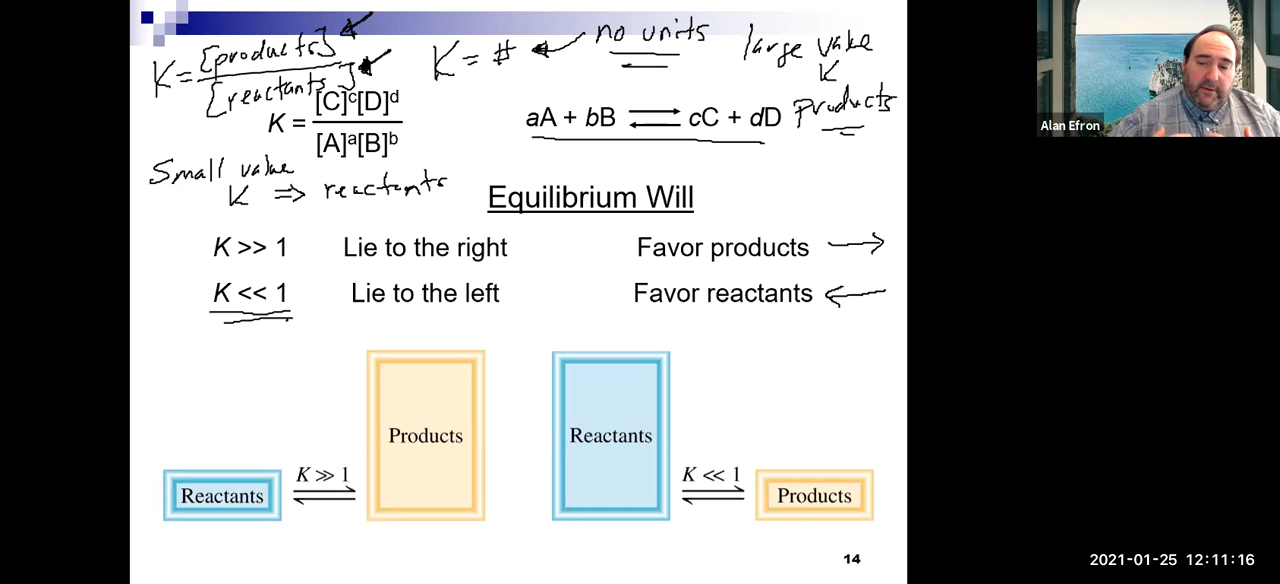 K = [products]
[reactants]
K = # ← no units
large value
K
products
K = [C]ᶜ[D]ᵈ
[A]ᵃ[B]ᵇ
aA + bB ⇌ cC + dD
Small value
K ⇒ reactants
Equilibrium Will
K >> 1 Lie to the right Favor products →
K << 1 Lie to the left Favor reactants ←
Reactants K ≫ 1 ⇌ Products
Reactants K ≪ 1 ⇌ Products
14
Alan Efron
2021-01-25 12:11:16